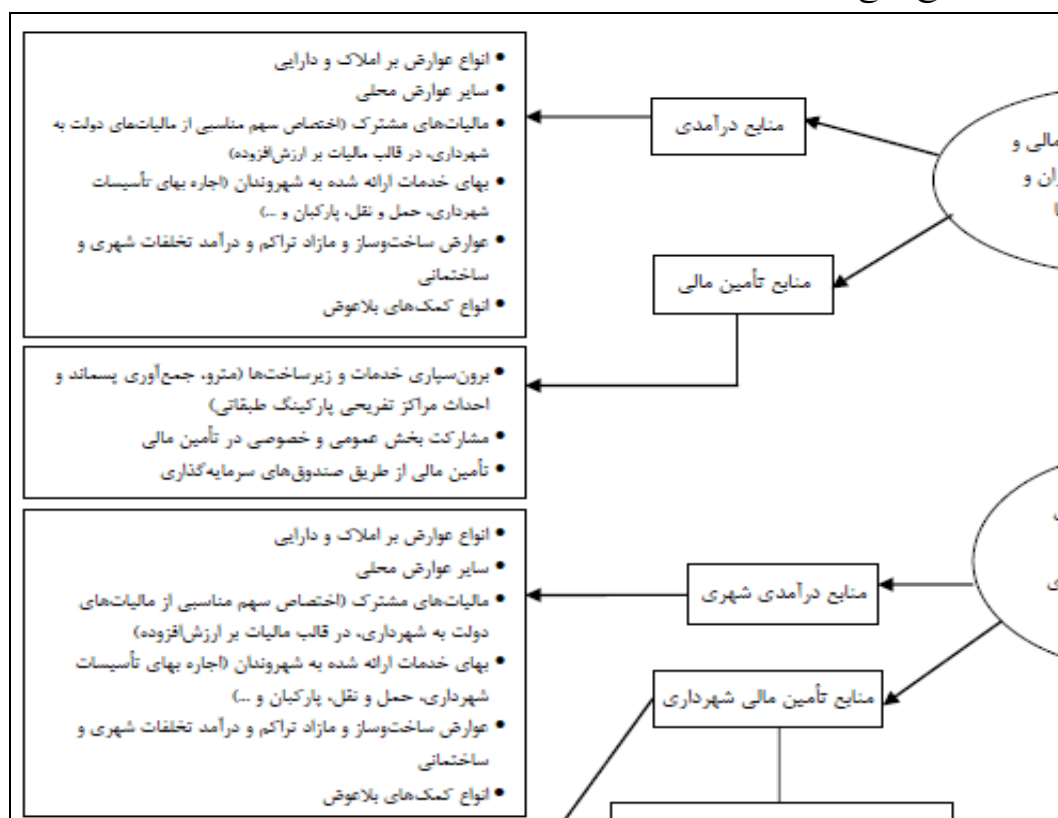 مالی و
ران و
منابع درآمدی
• انواع عوارض بر املاک و دارایی
• سایر عوارض محلی
• مالیات‌های مشترک (اختصاص سهم مناسبی از مالیات‌های دولت به
شهرداری، در قالب مالیات بر ارزش‌افزوده)
• بهای خدمات ارائه شده به شهروندان (اجاره بهای تأسیسات
شهرداری، حمل و نقل، پارکبان و ...)
• عوارض ساخت‌وساز و مازاد تراکم و درآمد تخلفات شهری و
ساختمانی
• انواع کمک‌های بلاعوض
منابع تأمین مالی
• برون‌سپاری خدمات و زیرساخت‌ها (مترو، جمع‌آوری پسماند و
احداث مراکز تفریحی پارکینگ طبقاتی)
• مشارکت بخش عمومی و خصوصی در تأمین مالی
• تأمین مالی از طریق صندوق‌های سرمایه‌گذاری
منابع درآمدی شهری
• انواع عوارض بر املاک و دارایی
• سایر عوارض محلی
• مالیات‌های مشترک (اختصاص سهم مناسبی از مالیات‌های
دولت به شهرداری، در قالب مالیات بر ارزش‌افزوده)
• بهای خدمات ارائه شده به شهروندان (اجاره بهای تأسیسات
شهرداری، حمل و نقل، پارکبان و ...)
• عوارض ساخت‌وساز و مازاد تراکم و درآمد تخلفات شهری و
ساختمانی
• انواع کمک‌های بلاعوض
منابع تأمین مالی شهرداری